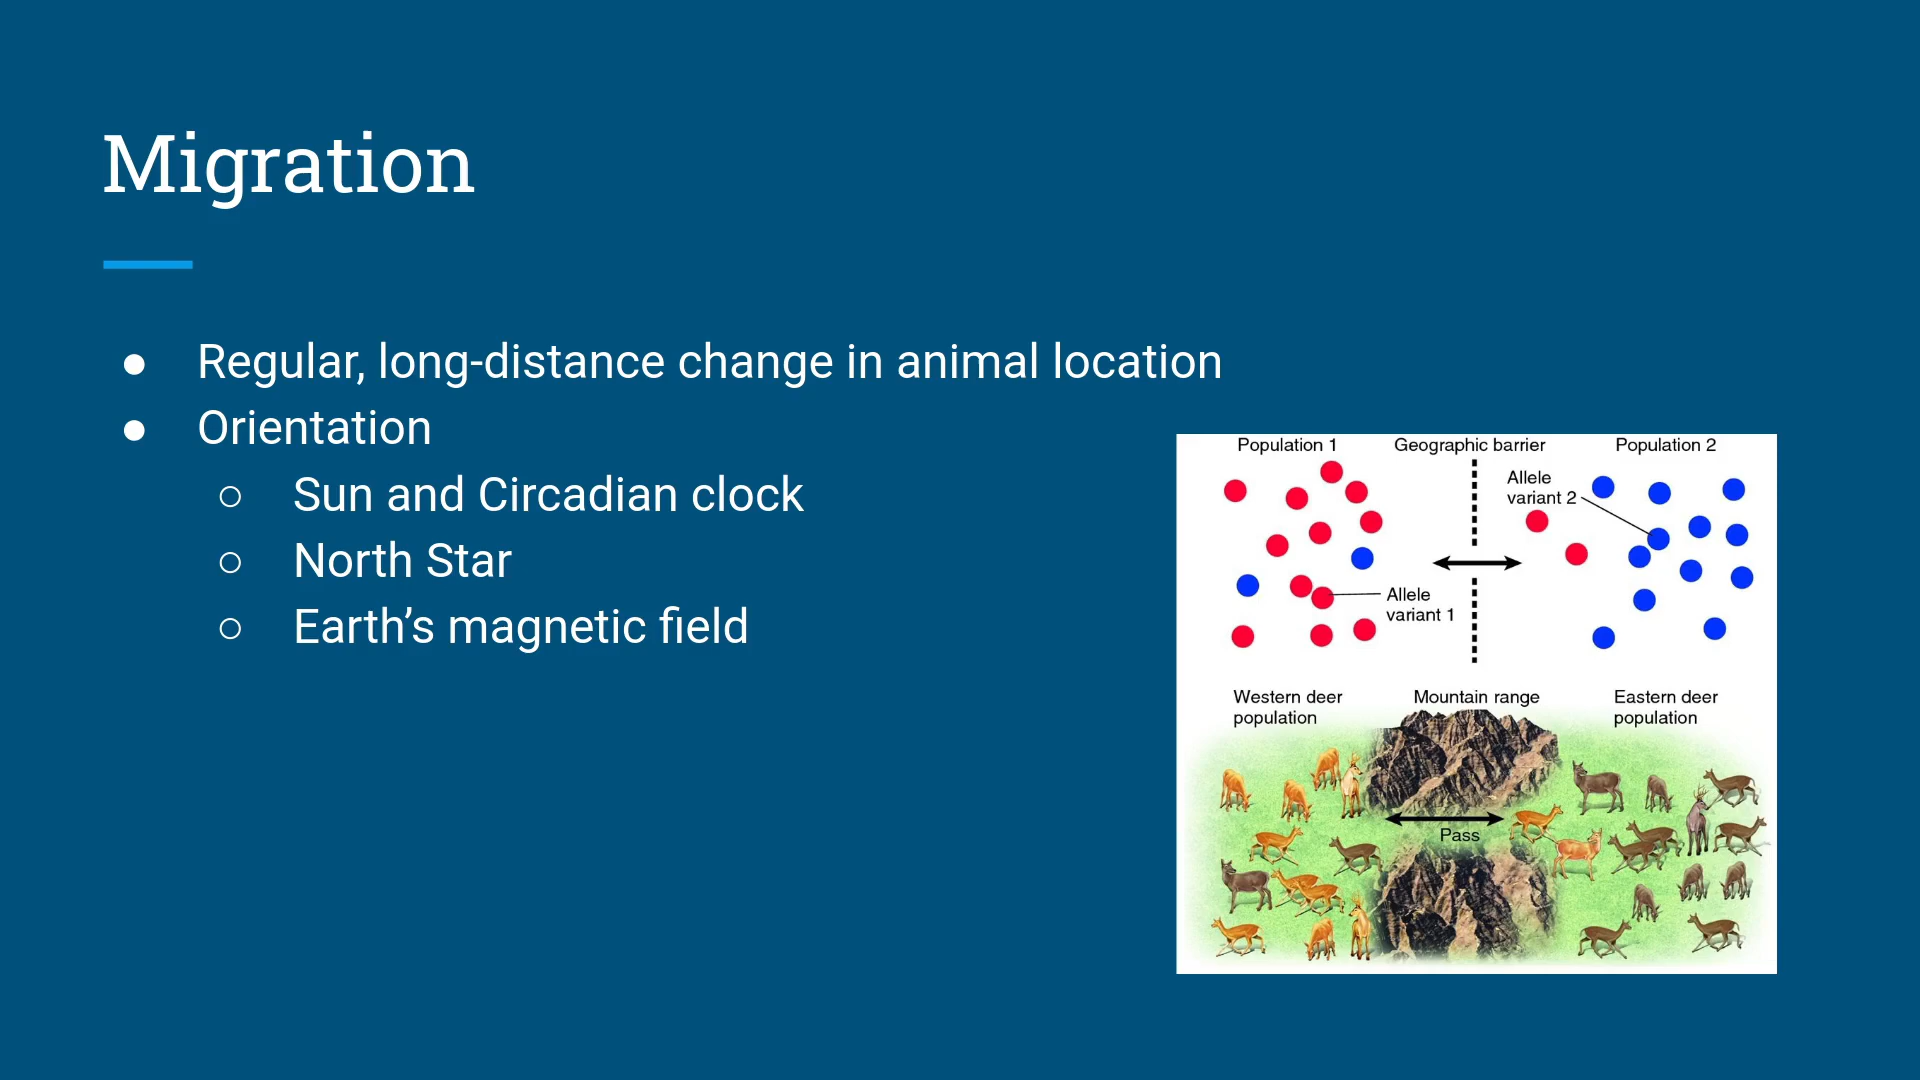 Migration
● Regular, long-distance change in animal location
● Orientation
○ Sun and Circadian clock
○ North Star
○ Earth’s magnetic field
Population 1
Geographic barrier
Population 2
Allele
variant 2
Allele
variant 1
Western deer
population
Mountain range
Eastern deer
population
Pass